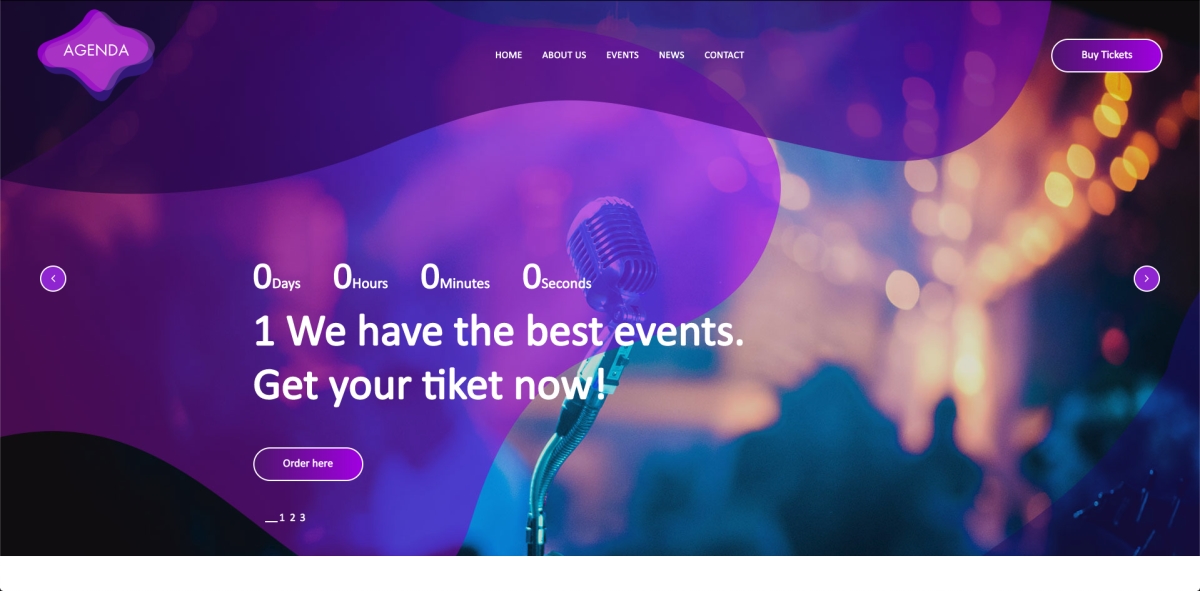 AGENDA
HOME ABOUT US EVENTS NEWS CONTACT
Buy Tickets
0Days 0Hours 0Minutes 0Seconds
1 We have the best events.
Get your tiket now!
Order here
1 2 3